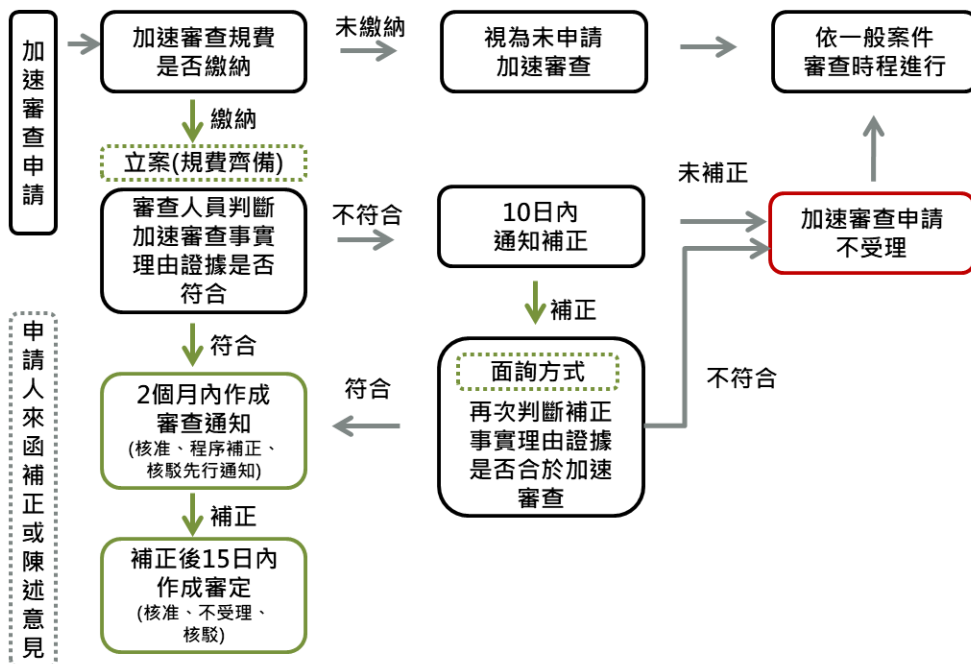 加速審查申請
加速審查規費
是否繳納
未繳納
視為未申請
加速審查
依一般案件
審查時程進行
繳納
立案(規費齊備)
審查人員判斷
加速審查事實
理由證據是否
符合
不符合
10日內
通知補正
未補正
加速審查申請
不受理
補正
符合
面詢方式
再次判斷補正
事實理由證據
是否合於加速
審查
不符合
符合
2個月內作成
審查通知
(核准、程序補正、
核駁先行通知)
補正
補正後15日內
作成審定
(核准、不受理、
核駁)
申請人來函補正或陳述意見